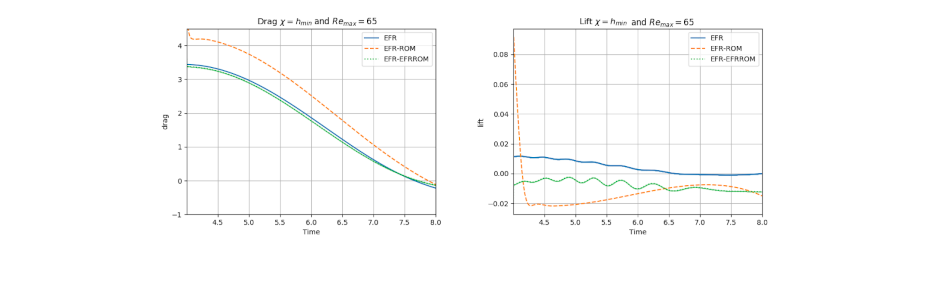 Drag χ = h_min and Re_max = 65
EFR
EFR-ROM
EFR-EFRROM
drag
4
3
2
1
0
−1
4.5 5.0 5.5 6.0 6.5 7.0 7.5 8.0
Time
Lift χ = h_min and Re_max = 65
EFR
EFR-ROM
EFR-EFRROM
lift
0.08
0.06
0.04
0.02
0.00
−0.02
4.5 5.0 5.5 6.0 6.5 7.0 7.5 8.0
Time